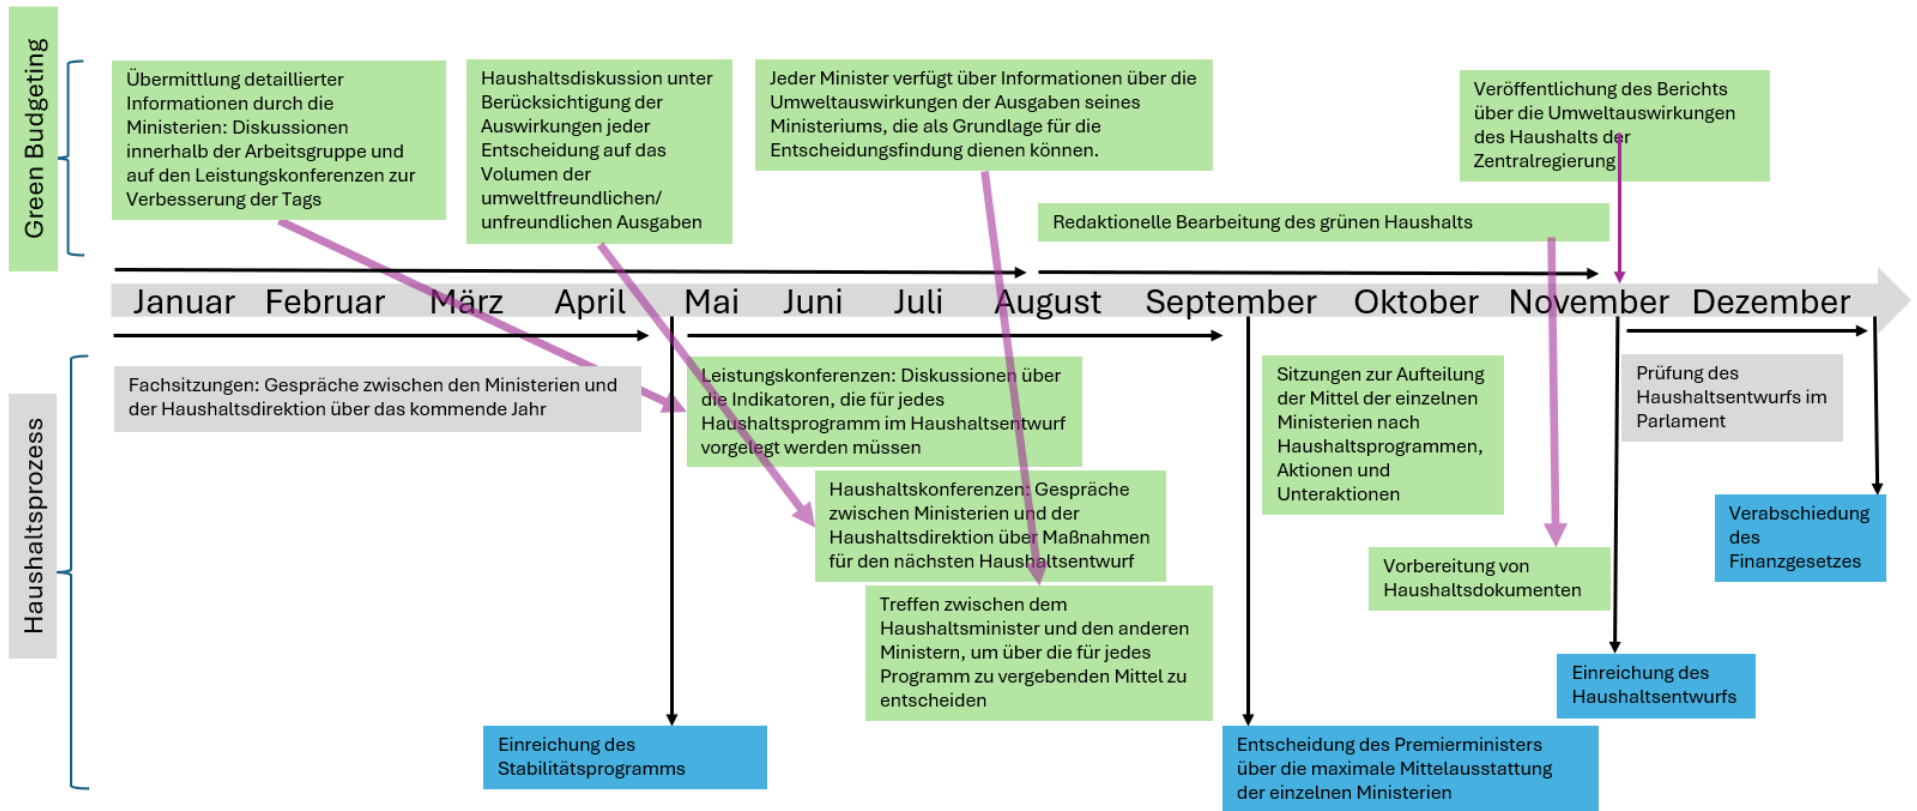 Green Budgeting
Übermittlung detaillierter
Informationen durch die
Ministerien: Diskussionen
innerhalb der Arbeitsgruppe und
auf den Leistungskonferenzen zur
Verbesserung der Tags
Haushaltsdiskussion unter
Berücksichtigung der
Auswirkungen jeder
Entscheidung auf das
Volumen der
umweltfreundlichen/
unfreundlichen Ausgaben
Jeder Minister verfügt über Informationen über die
Umweltauswirkungen der Ausgaben seines
Ministeriums, die als Grundlage für die
Entscheidungsfindung dienen können.
Veröffentlichung des Berichts
über die Umweltauswirkungen
des Haushalts der
Zentralregierung
Redaktionelle Bearbeitung des grünen Haushalts
Januar Februar März April Mai Juni Juli August September Oktober November Dezember
Haushaltsprozess
Fachsitzungen: Gespräche zwischen den Ministerien und
der Haushaltsdirektion über das kommende Jahr
Leistungskonferenzen: Diskussionen über
die Indikatoren, die für jedes
Haushaltsprogramm im Haushaltsentwurf
vorgelegt werden müssen
Haushaltskonferenzen: Gespräche
zwischen Ministerien und der
Haushaltsdirektion über Maßnahmen
für den nächsten Haushaltsentwurf
Treffen zwischen dem
Haushaltsminister und den anderen
Ministern, um über die für jedes
Programm zu vergebenden Mittel zu
entscheiden
Sitzungen zur Aufteilung
der Mittel der einzelnen
Ministerien nach
Haushaltsprogrammen,
Aktionen und
Unteraktionen
Vorbereitung von
Haushaltsdokumenten
Prüfung des
Haushaltsentwurfs im
Parlament
Verabschiedung
des
Finanzgesetzes
Einreichung des
Haushaltsentwurfs
Einreichung des
Stabilitätsprogramms
Entscheidung des Premierministers
über die maximale Mittelausstattung
der einzelnen Ministerien